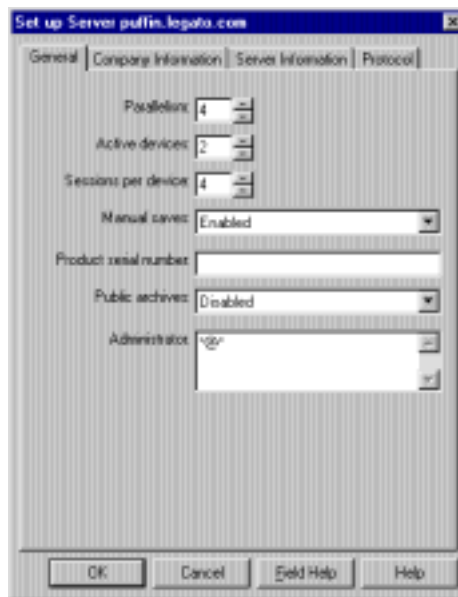 Set up Server puffin.legato.com
General Company Information Server Information Protocol
Parallelism: 4
Active devices: 2
Sessions per device: 4
Manual saves: Enabled
Product serial number:
Public archives: Disabled
Administrator: *@*
OK Cancel Field Help Help